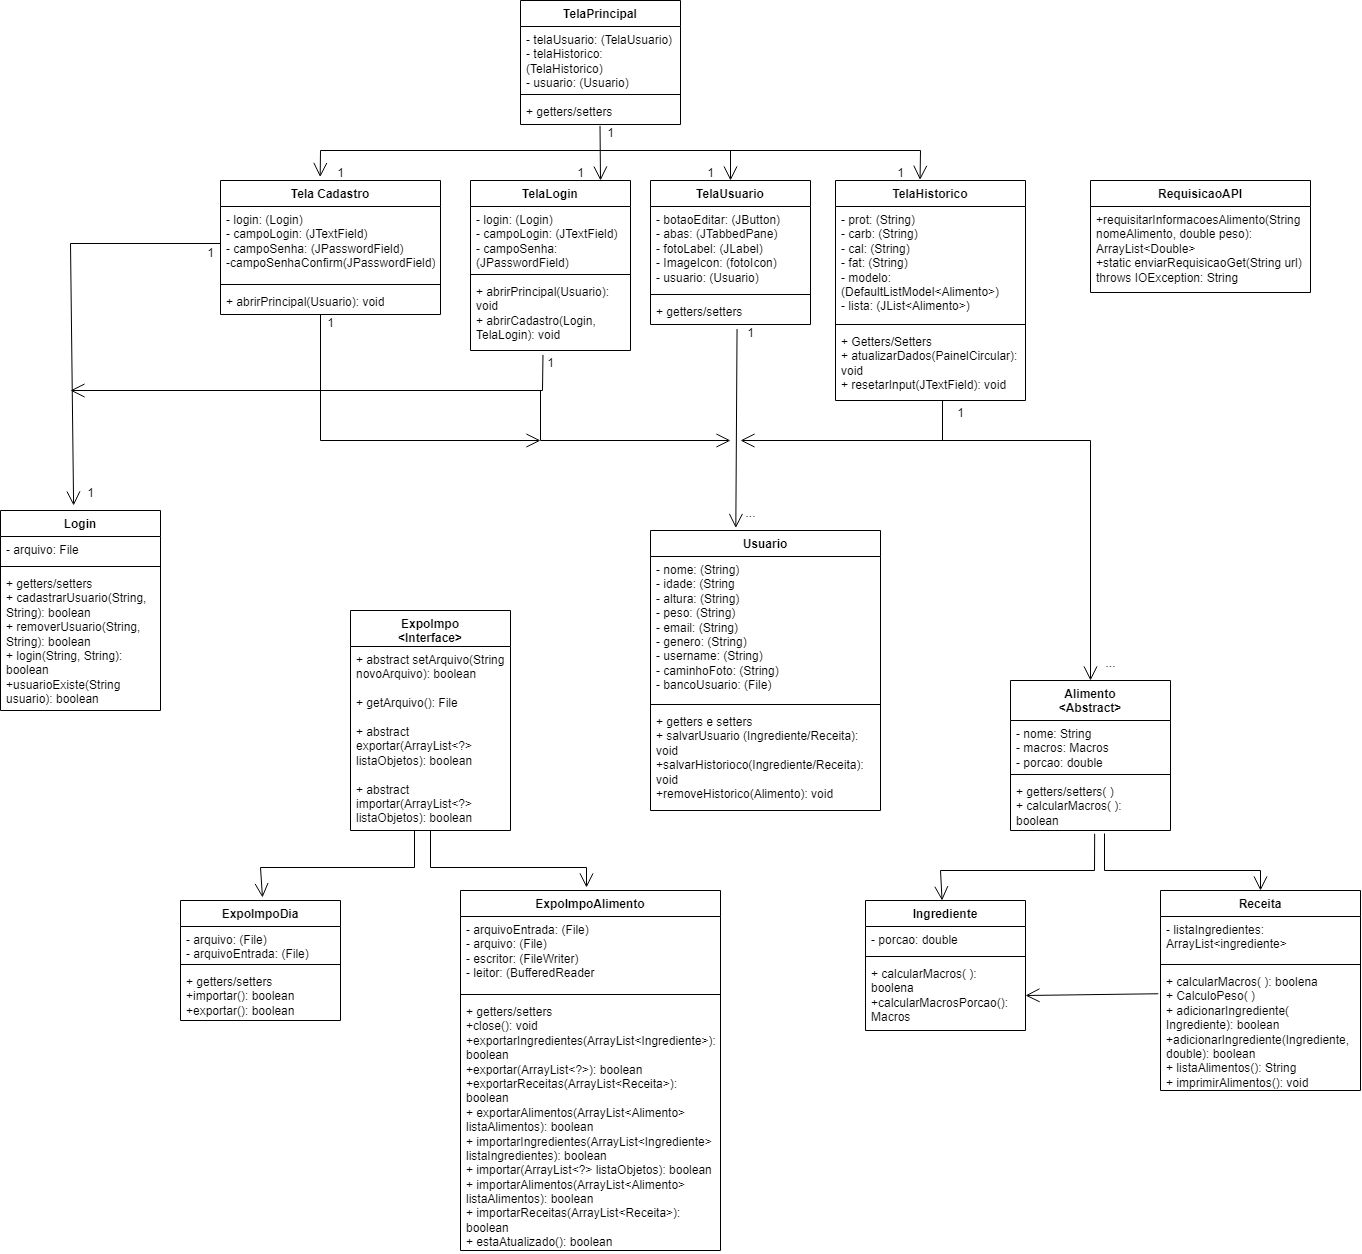 TelaPrincipal
- telaUsuario: (TelaUsuario)
- telaHistorico:
(TelaHistorico)
- usuario: (Usuario)
+ getters/setters
1
1
1
1
1
Tela Cadastro
- login: (Login)
- campoLogin: (JTextField)
- campoSenha: (JPasswordField)
-campoSenhaConfirm(JPasswordField)
+ abrirPrincipal(Usuario): void
1
1
TelaLogin
- login: (Login)
- campoLogin: (JTextField)
- campoSenha:
(JPasswordField)
+ abrirPrincipal(Usuario):
void
+ abrirCadastro(Login,
TelaLogin): void
1
TelaUsuario
- botaoEditar: (JButton)
- abas: (JTabbedPane)
- fotoLabel: (JLabel)
- ImageIcon: (fotoIcon)
- usuario: (Usuario)
+ getters/setters
1
TelaHistorico
- prot: (String)
- carb: (String)
- cal: (String)
- fat: (String)
- modelo:
(DefaultListModel<Alimento>)
- lista: (JList<Alimento>)
+ Getters/Setters
+ atualizarDados(PainelCircular):
void
+ resetarInput(JTextField): void
1
RequisicaoAPI
+requisitarInformacoesAlimento(String
nomeAlimento, double peso):
ArrayList<Double>
+static enviarRequisicaoGet(String url)
throws IOException: String
1
Login
- arquivo: File
+ getters/setters
+ cadastrarUsuario(String,
String): boolean
+ removerUsuario(String,
String): boolean
+ login(String, String):
boolean
+usuarioExiste(String
usuario): boolean
ExpoImpo
<Interface>
+ abstract setArquivo(String
novoArquivo): boolean
+ getArquivo(): File
+ abstract
exportar(ArrayList<?>
listaObjetos): boolean
+ abstract
importar(ArrayList<?>
listaObjetos): boolean
...
Usuario
- nome: (String)
- idade: (String
- altura: (String)
- peso: (String)
- email: (String)
- genero: (String)
- username: (String)
- caminhoFoto: (String)
- bancoUsuario: (File)
+ getters e setters
+ salvarUsuario (Ingrediente/Receita):
void
+salvarHistorioco(Ingrediente/Receita):
void
+removeHistorico(Alimento): void
...
Alimento
<Abstract>
- nome: String
- macros: Macros
- porcao: double
+ getters/setters( )
+ calcularMacros( ):
boolean
ExpoImpoDia
- arquivo: (File)
- arquivoEntrada: (File)
+ getters/setters
+importar(): boolean
+exportar(): boolean
ExpoImpoAlimento
- arquivoEntrada: (File)
- arquivo: (File)
- escritor: (FileWriter)
- leitor: (BufferedReader
+ getters/setters
+close(): void
+exportarIngredientes(ArrayList<Ingrediente>):
boolean
+exportar(ArrayList<?>): boolean
+exportarReceitas(ArrayList<Receita>):
boolean
+ exportarAlimentos(ArrayList<Alimento>
listaAlimentos): boolean
+ importarIngredientes(ArrayList<Ingrediente>
listaIngredientes): boolean
+ importar(ArrayList<?> listaObjetos): boolean
+ importarAlimentos(ArrayList<Alimento>
listaAlimentos): boolean
+ importarReceitas(ArrayList<Receita>):
boolean
+ estaAtualizado(): boolean
Ingrediente
- porcao: double
+ calcularMacros( ):
boolena
+calcularMacrosPorcao():
Macros
Receita
- listaIngredientes:
ArrayList<ingrediente>
+ calcularMacros( ): boolena
+ CalculoPeso( )
+ adicionarIngrediente(
Ingrediente): boolean
+adicionarIngrediente(Ingrediente,
double): boolean
+ listaAlimentos(): String
+ imprimirAlimentos(): void